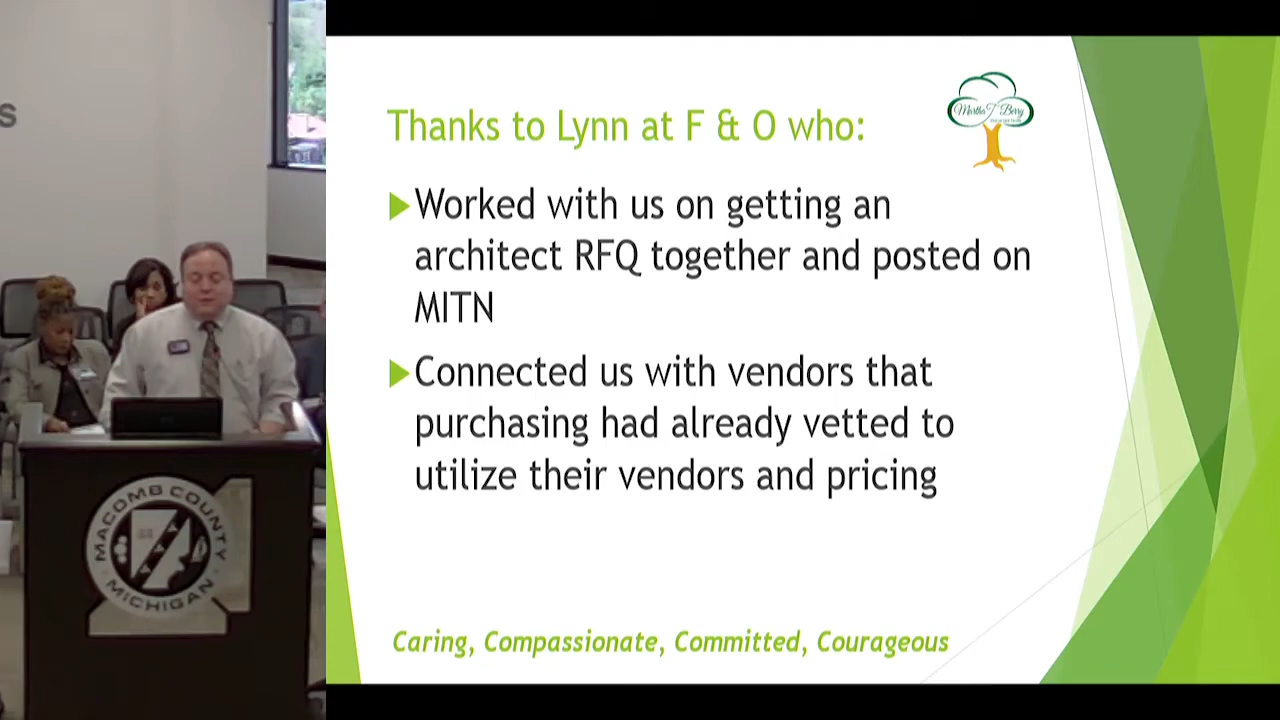 s
Thanks to Lynn at F & O who:
Martha T Berry
Worked with us on getting an
architect RFQ together and posted on
MITN
Connected us with vendors that
purchasing had already vetted to
utilize their vendors and pricing
Caring, Compassionate, Committed, Courageous
MACOMB COUNTY
MICHIGAN